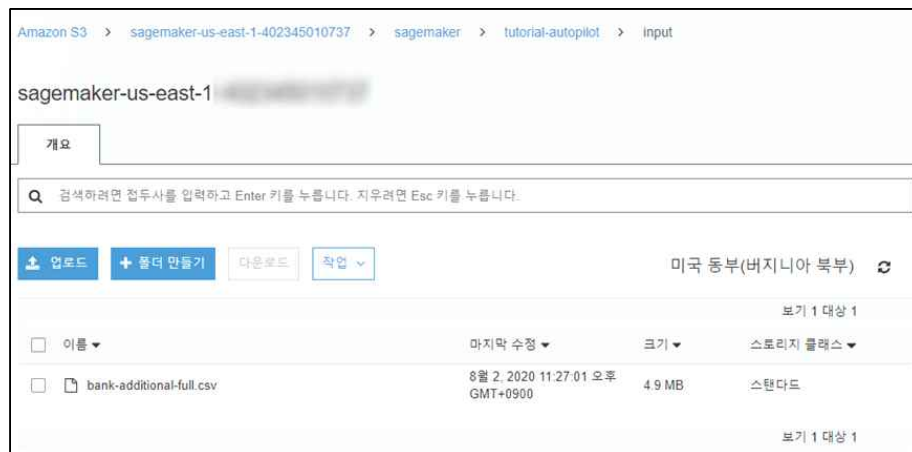 Amazon S3 > sagemaker-us-east-1-402345010737 > sagemaker > tutorial-autopilot > input
sagemaker-us-east-1
개요
검색하려면 접두사를 입력하고 Enter 키를 누릅니다. 지우려면 Esc 키를 누릅니다.
업로드 + 폴더 만들기 다운로드 작업 미국 동부(버지니아 북부)
보기 1 대상 1
이름 마지막 수정 크기 스토리지 클래스
bank-additional-full.csv 8월 2, 2020 11:27:01 오후 GMT+0900 4.9 MB 스탠다드
보기 1 대상 1